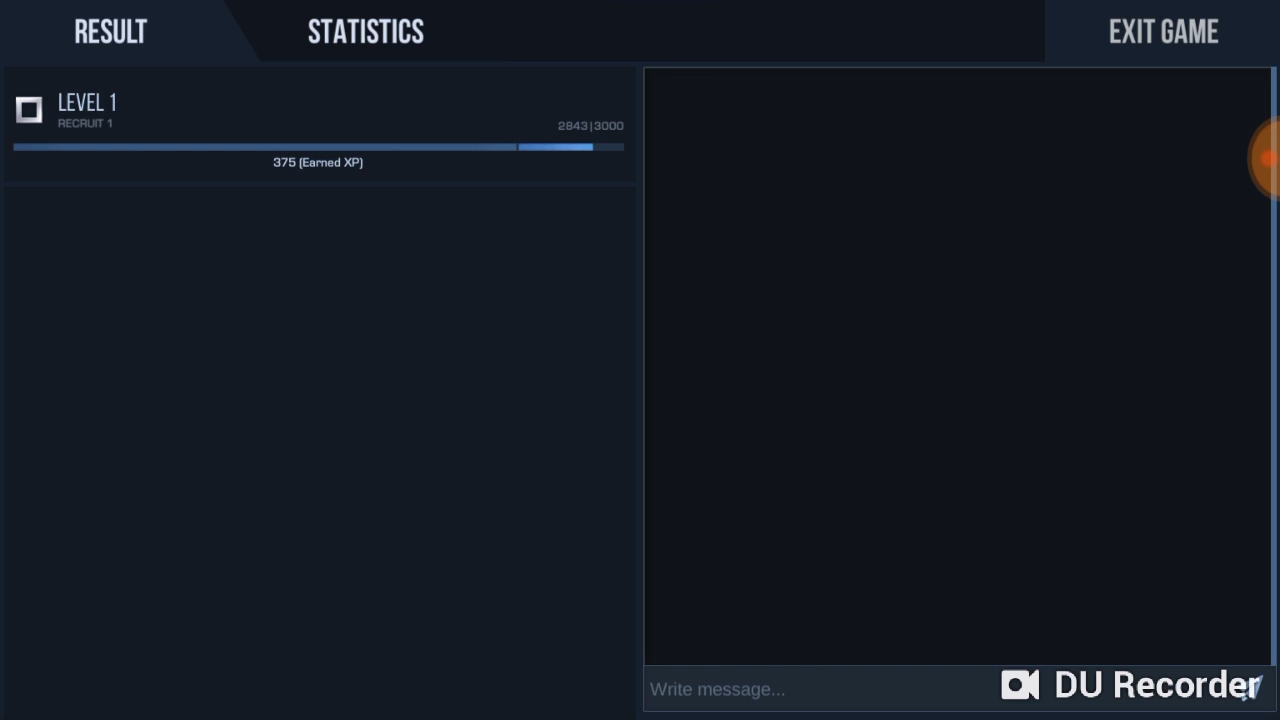 RESULT
STATISTICS
EXIT GAME
LEVEL 1
RECRUIT 1
2843|3000
375 (Earned XP)
Write message...
DU Recorder